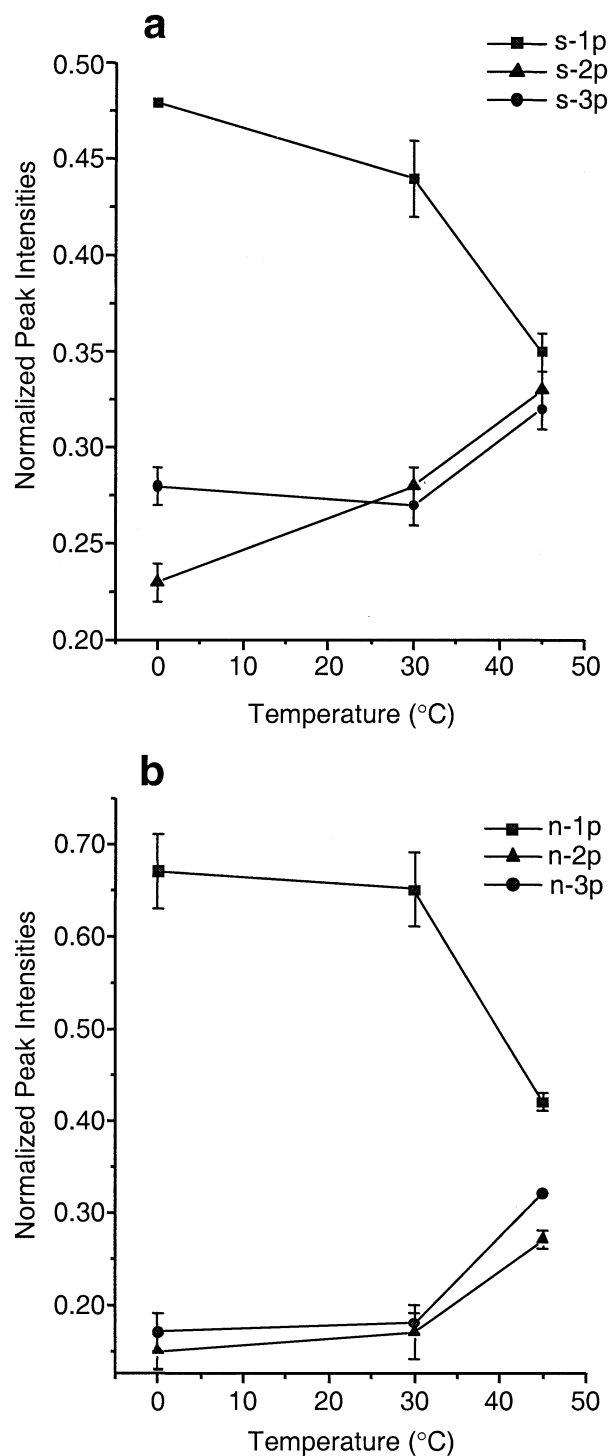 a
s-1p
s-2p
s-3p
0.50
0.45
0.40
0.35
0.30
0.25
0.20
Normalized Peak Intensities
0 10 20 30 40 50
Temperature (°C)
b
n-1p
n-2p
n-3p
0.70
0.60
0.50
0.40
0.30
0.20
Normalized Peak Intensities
0 10 20 30 40 50
Temperature (°C)